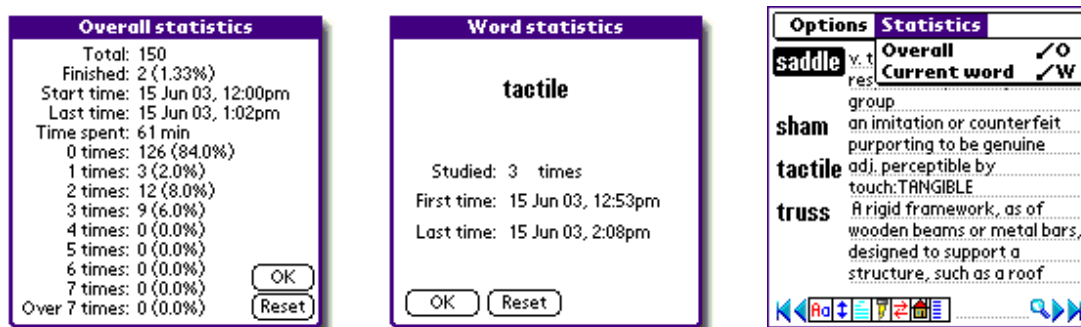 Overall statistics
Total: 150
Finished: 2 (1.33%)
Start time: 15 Jun 03, 12:00pm
Last time: 15 Jun 03, 1:02pm
Time spent: 61 min
0 times: 126 (84.0%)
1 times: 3 (2.0%)
2 times: 12 (8.0%)
3 times: 9 (6.0%)
4 times: 0 (0.0%)
5 times: 0 (0.0%)
6 times: 0 (0.0%)
7 times: 0 (0.0%)
Over 7 times: 0 (0.0%)
OK
Reset
Word statistics
tactile
Studied: 3 times
First time: 15 Jun 03, 12:53pm
Last time: 15 Jun 03, 2:08pm
OK Reset
Options Statistics
Overall /O
Current word /W
saddle v. t
res
group
sham an imitation or counterfeit
purporting to be genuine
tactile adj. perceptible by
touch:TANGIBLE
truss A rigid framework, as of
wooden beams or metal bars,
designed to support a
structure, such as a roof
Aa